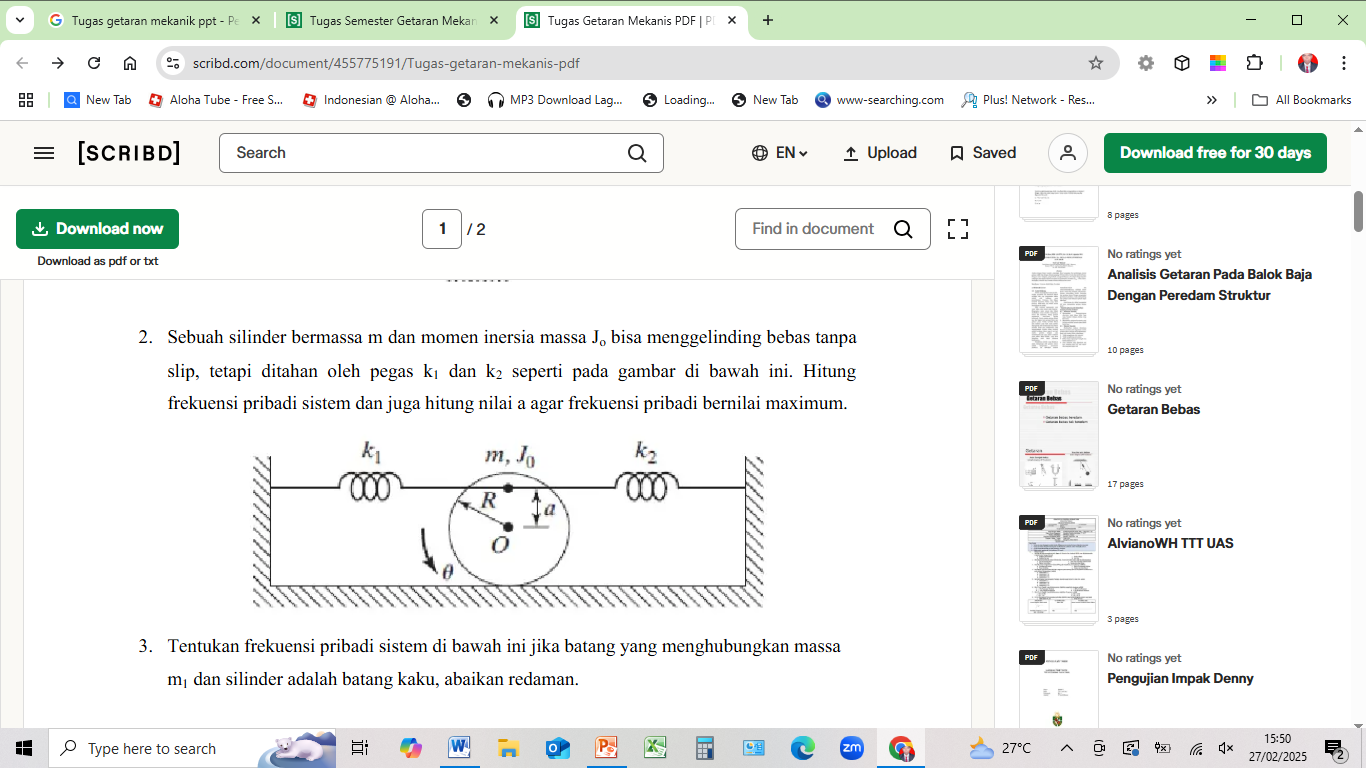 Tugas getaran mekanik ppt - Pe
Tugas Semester Getaran Mekan
Tugas Getaran Mekanis PDF | PD
scribd.com/document/455775191/Tugas-getaran-mekanis-pdf
New Tab
Aloha Tube - Free S...
Indonesian @ Aloha...
MP3 Download Lag...
Loading...
New Tab
www-searching.com
Plus! Network - Res...
All Bookmarks
[SCRIBD]
Search
EN
Upload
Saved
Download free for 30 days
Download now
Download as pdf or txt
1 / 2
Find in document
2. Sebuah silinder bermassa m dan momen inersia massa Jo bisa menggelinding bebas tanpa
slip, tetapi ditahan oleh pegas k1 dan k2 seperti pada gambar di bawah ini. Hitung
frekuensi pribadi sistem dan juga hitung nilai a agar frekuensi pribadi bernilai maximum.
k1
m, J0
k2
R
a
O
θ
3. Tentukan frekuensi pribadi sistem di bawah ini jika batang yang menghubungkan massa
m1 dan silinder adalah batang kaku, abaikan redaman.
8 pages
PDF
No ratings yet
Analisis Getaran Pada Balok Baja
Dengan Peredam Struktur
10 pages
PDF
Getaran Bebas
No ratings yet
Getaran Bebas
17 pages
PDF
No ratings yet
AlvianoWH TTT UAS
3 pages
PDF
No ratings yet
Pengujian Impak Denny
Type here to search
27°C
15:50
27/02/2025
2